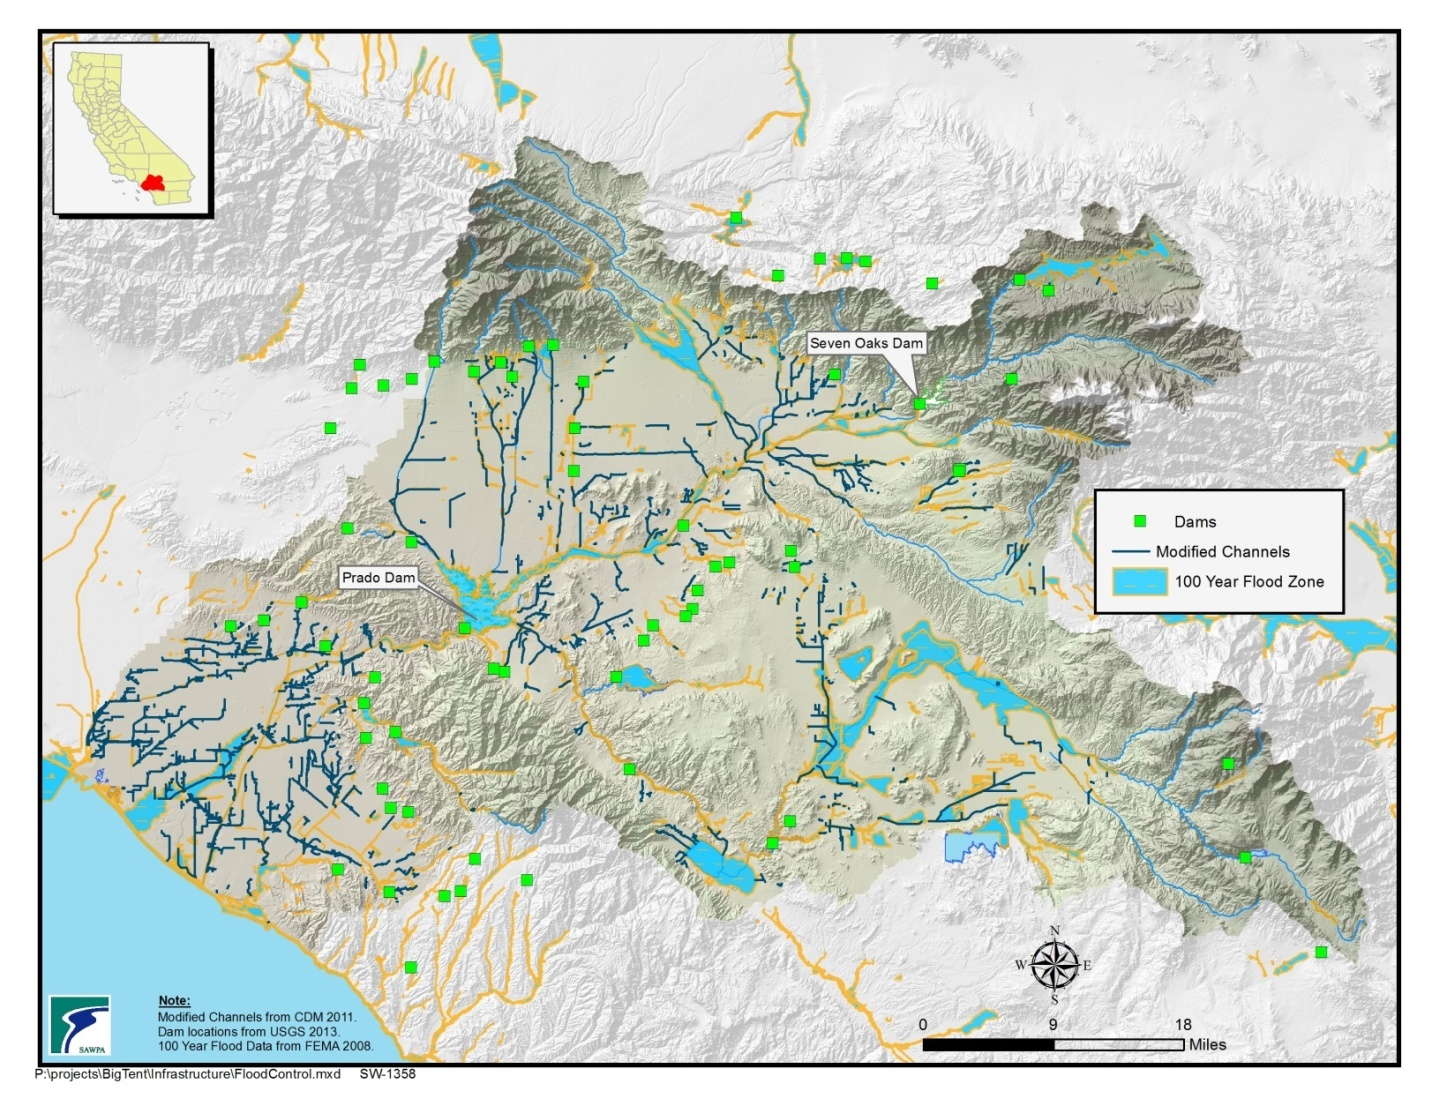 Seven Oaks Dam
Prado Dam
Dams
Modified Channels
100 Year Flood Zone
N
W E
S
0 9 18
Miles
SAWPA
Note:
Modified Channels from CDM 2011.
Dam locations from USGS 2013.
100 Year Flood Data from FEMA 2008.
P:\projects\BigTent\Infrastructure\FloodControl.mxd SW-1358